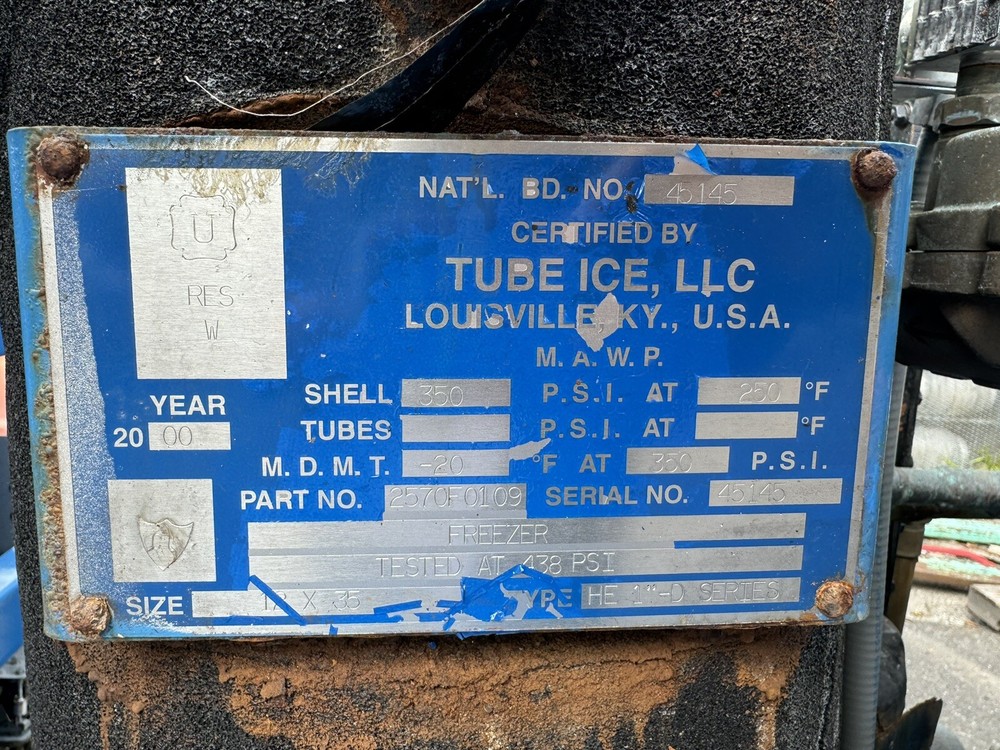 NAT'L. BD. NO. 45145
U
CERTIFIED BY
TUBE ICE, LLC
RES
W
LOUISVILLE, KY., U.S.A.
M.A.W.P.
SHELL 350 P.S.I. AT 250 °F
YEAR
20 00
TUBES P.S.I. AT °F
M.D.M.T. -20 °F AT 350 P.S.I.
PART NO. 2570F0109 SERIAL NO. 45145
FREEZER
TESTED AT 438 PSI
SIZE 12 X 35 TYPE HE 1"-D SERIES